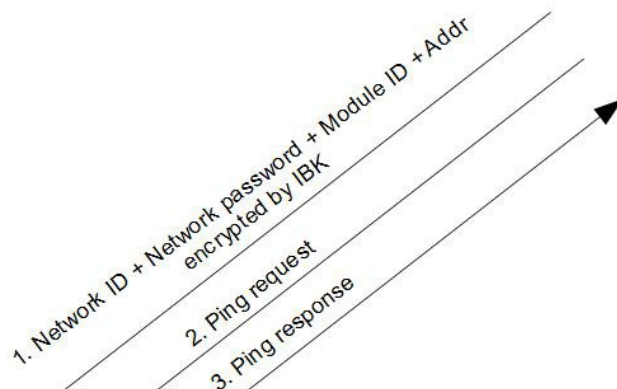 1. Network ID + Network password + Module ID + Addr
encrypted by IBK
2. Ping request
3. Ping response